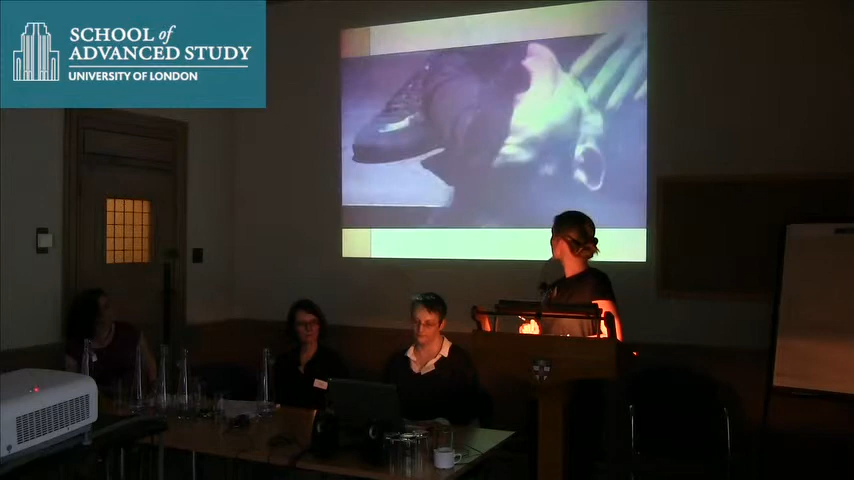 SCHOOL of
ADVANCED STUDY
UNIVERSITY OF LONDON